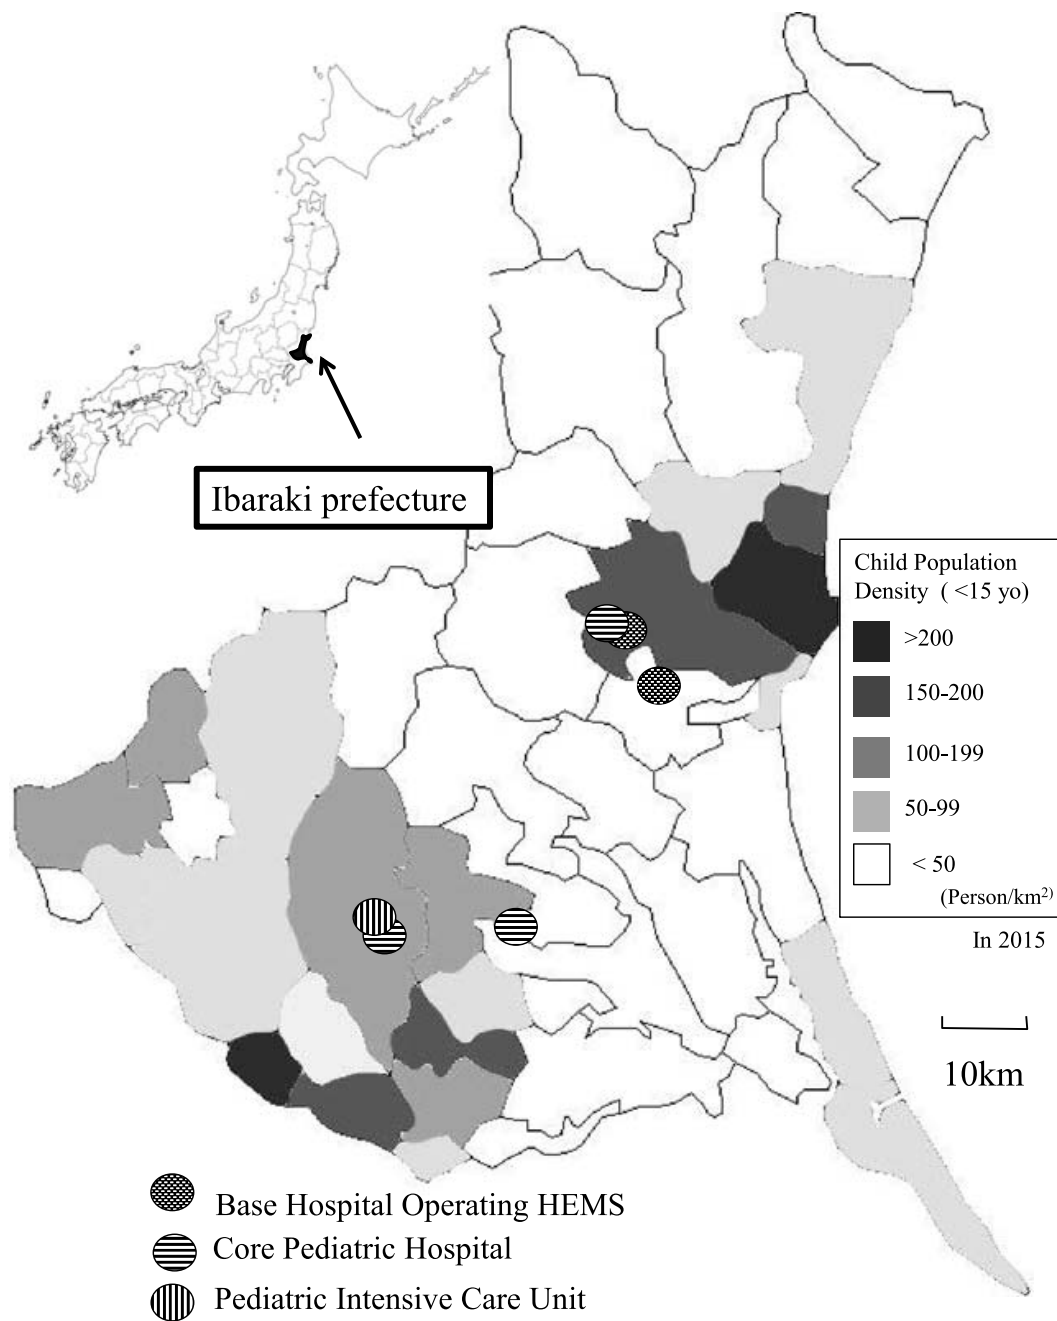 Ibaraki prefecture
Child Population
Density ( <15 yo)
>200
150-200
100-199
50-99
< 50
(Person/km²)
In 2015
10km
Base Hospital Operating HEMS
Core Pediatric Hospital
Pediatric Intensive Care Unit